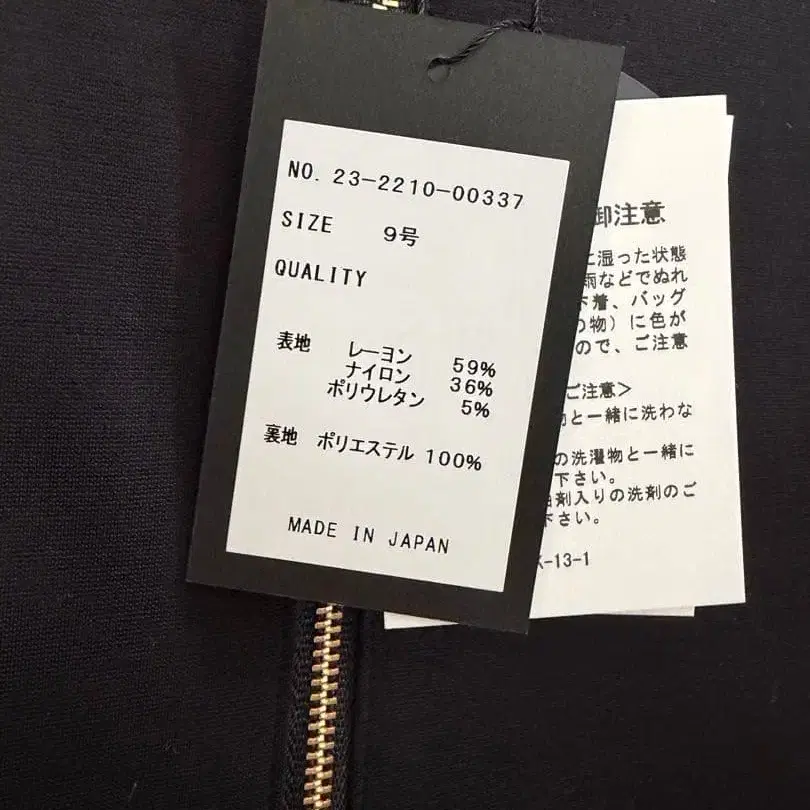 NO. 23-2210-00337
SIZE 9号
QUALITY
表地 レーヨン 59%
ナイロン 36%
ポリウレタン 5%
裏地 ポリエステル 100%
MADE IN JAPAN
御注意
に湿った状態
雨などでぬれ
下着、バッグ
の物)に色が
ので、ご注意
ご注意>
物と一緒に洗わな
の洗濯物と一緒に
下さい。
剤入りの洗剤のご
下さい。
K-13-1